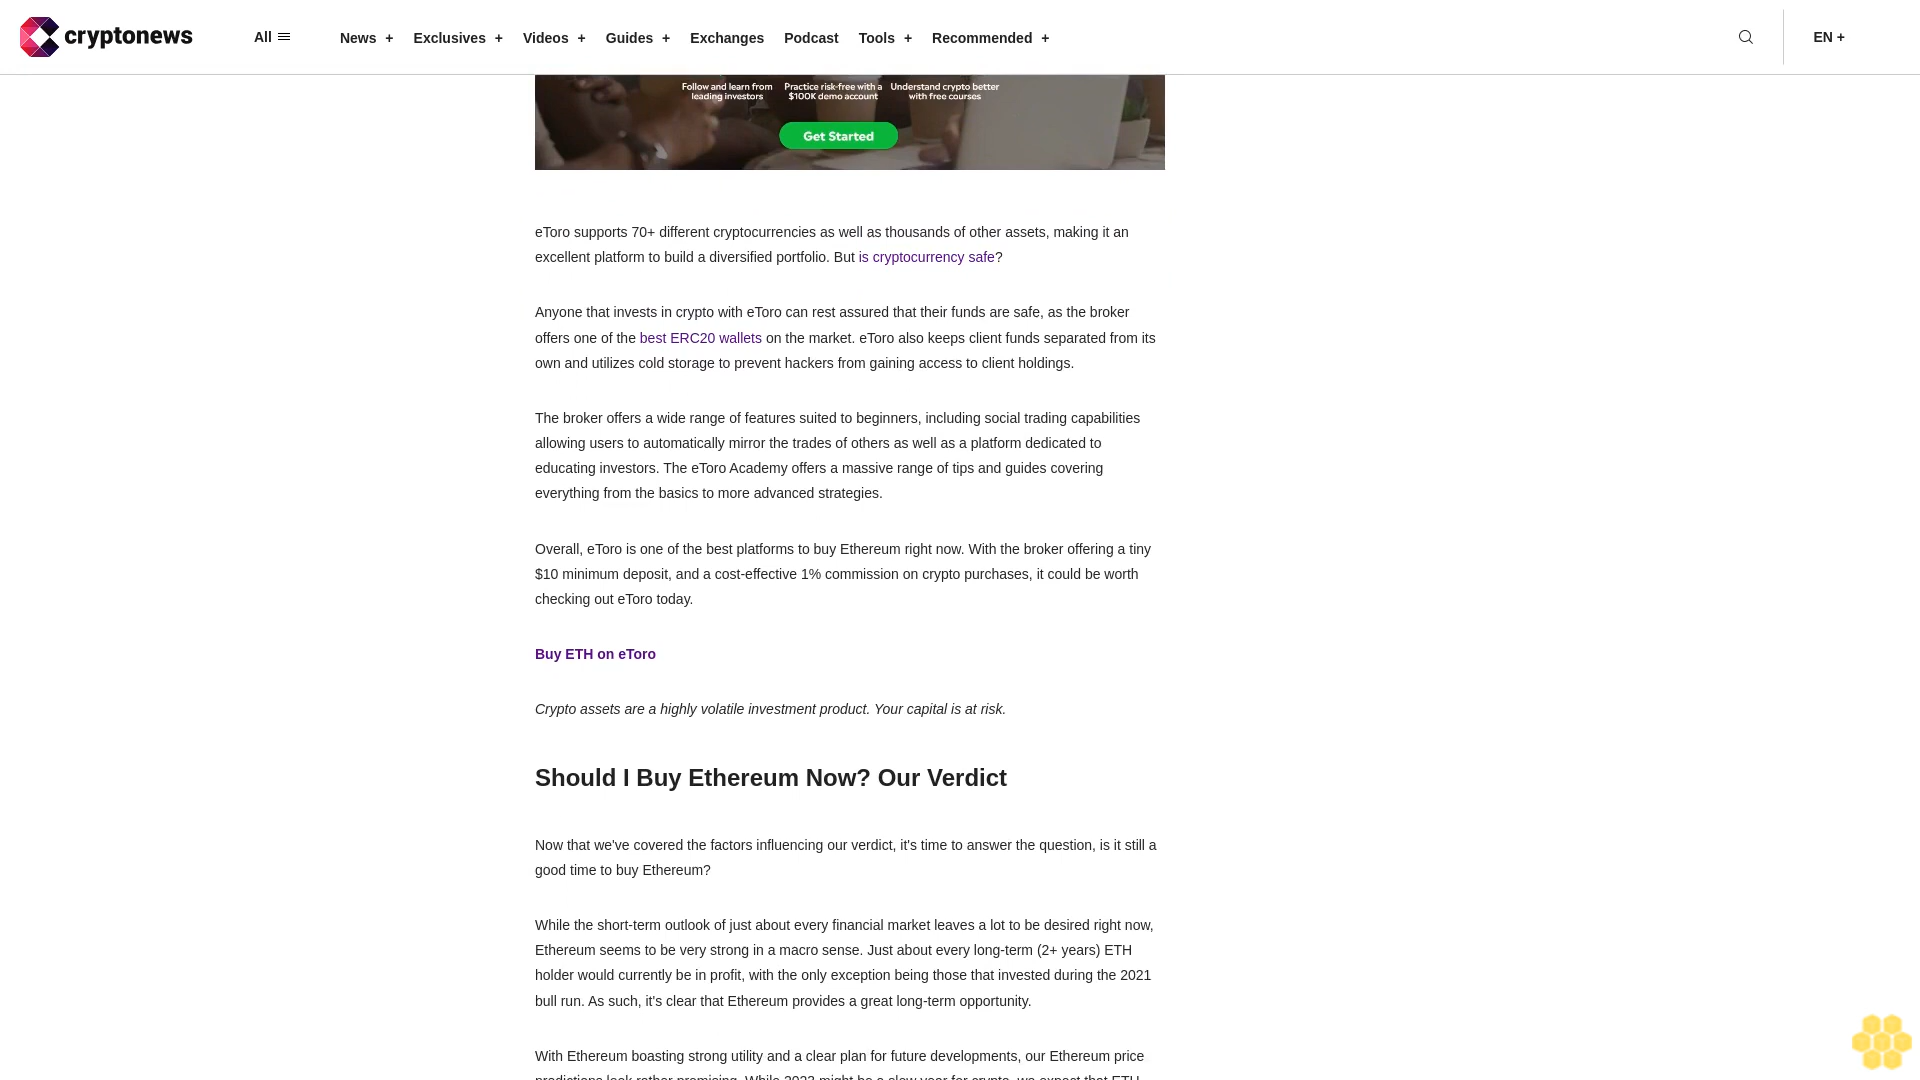 cryptonews
All
News +
Exclusives +
Videos +
Guides +
Exchanges
Podcast
Tools +
Recommended +
EN +
Follow and learn from
leading investors
Practice risk-free with a
$100K demo account
Understand crypto better
with free courses
Get Started
eToro supports 70+ different cryptocurrencies as well as thousands of other assets, making it an
excellent platform to build a diversified portfolio. But is cryptocurrency safe?
Anyone that invests in crypto with eToro can rest assured that their funds are safe, as the broker
offers one of the best ERC20 wallets on the market. eToro also keeps client funds separated from its
own and utilizes cold storage to prevent hackers from gaining access to client holdings.
The broker offers a wide range of features suited to beginners, including social trading capabilities
allowing users to automatically mirror the trades of others as well as a platform dedicated to
educating investors. The eToro Academy offers a massive range of tips and guides covering
everything from the basics to more advanced strategies.
Overall, eToro is one of the best platforms to buy Ethereum right now. With the broker offering a tiny
$10 minimum deposit, and a cost-effective 1% commission on crypto purchases, it could be worth
checking out eToro today.
Buy ETH on eToro
Crypto assets are a highly volatile investment product. Your capital is at risk.
Should I Buy Ethereum Now? Our Verdict
Now that we've covered the factors influencing our verdict, it's time to answer the question, is it still a
good time to buy Ethereum?
While the short-term outlook of just about every financial market leaves a lot to be desired right now,
Ethereum seems to be very strong in a macro sense. Just about every long-term (2+ years) ETH
holder would currently be in profit, with the only exception being those that invested during the 2021
bull run. As such, it's clear that Ethereum provides a great long-term opportunity.
With Ethereum boasting strong utility and a clear plan for future developments, our Ethereum price
predictions look rather promising. While 2023 might be a slow year for crypto, we expect that ETH